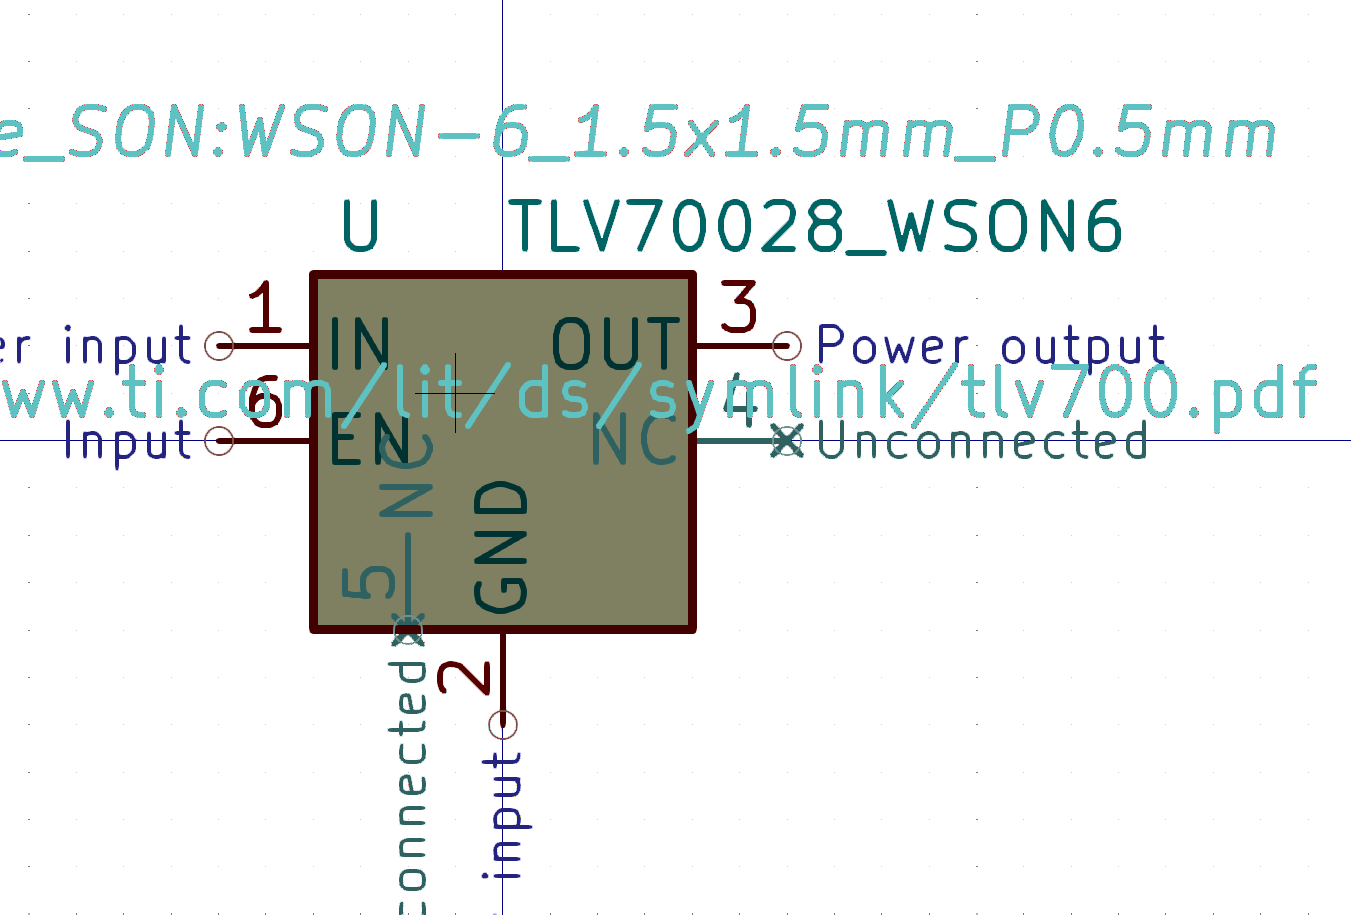 e_SON:WSON-6_1.5x1.5mm_P0.5mm
U TLV70028_WSON6
1 3
er input IN OUT Power output
ww.ti.com/lit/ds/symlink/tlv700.pdf
6 4
Input EN NC Unconnected
NC
5
GND
2
connected
input